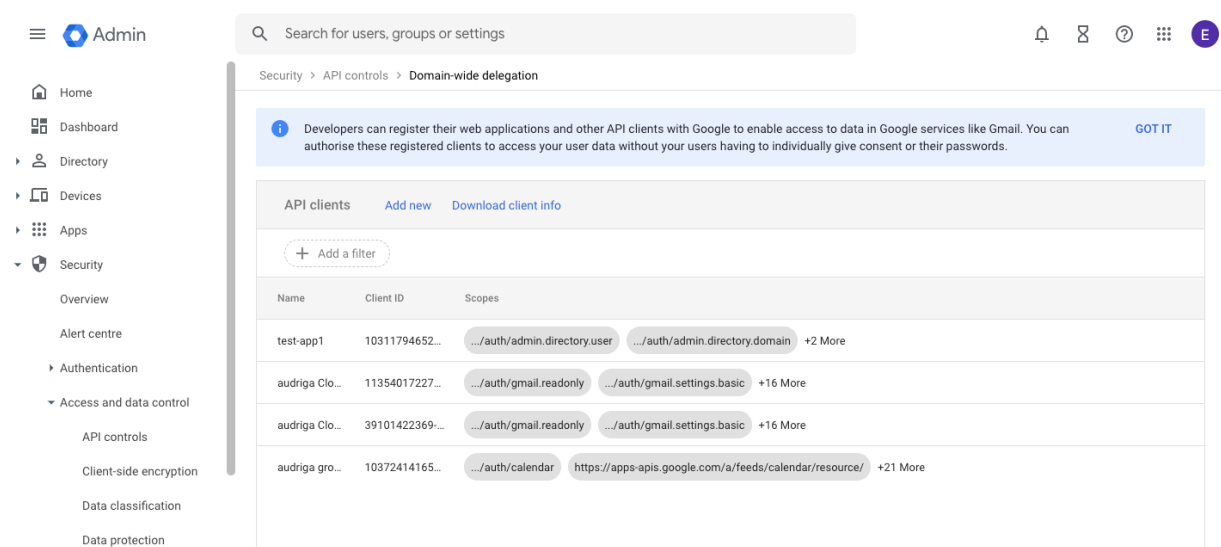 Admin
Search for users, groups or settings
E
Home
Dashboard
Directory
Devices
Apps
Security
Overview
Alert centre
Authentication
Access and data control
API controls
Client-side encryption
Data classification
Data protection
Security > API controls > Domain-wide delegation
Developers can register their web applications and other API clients with Google to enable access to data in Google services like Gmail. You can
authorise these registered clients to access your user data without your users having to individually give consent or their passwords.
GOT IT
API clients Add new Download client info
Add a filter
Name Client ID Scopes
test-app1 10311794652... .../auth/admin.directory.user .../auth/admin.directory.domain +2 More
audriga Clo... 11354017227... .../auth/gmail.readonly .../auth/gmail.settings.basic +16 More
audriga Clo... 39101422369-... .../auth/gmail.readonly .../auth/gmail.settings.basic +16 More
audriga gro... 10372414165... .../auth/calendar https://apps-apis.google.com/a/feeds/calendar/resource/ +21 More